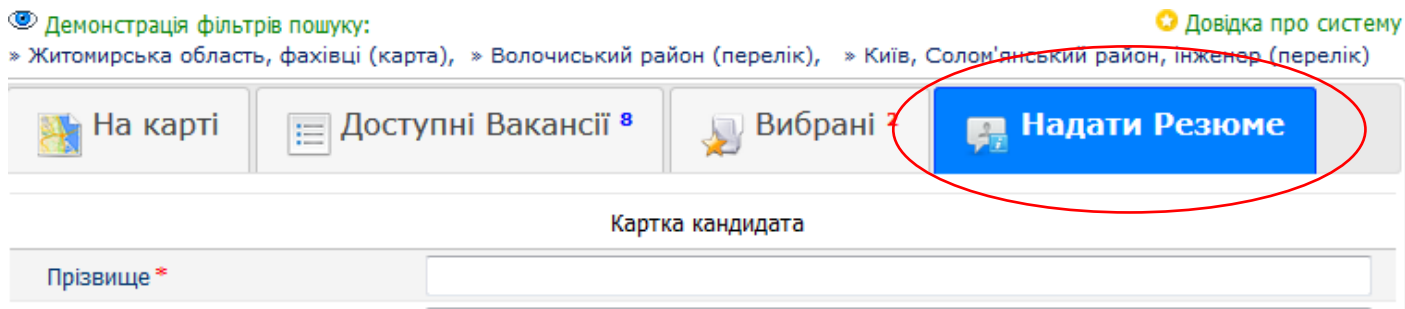 Демонстрація фільтрів пошуку: Довідка про систему
» Житомирська область, фахівці (карта), » Волочиський район (перелік), » Київ, Солом'янський район, інженер (перелік)
На карті Доступні Вакансії 8 Вибрані 2 Надати Резюме
Картка кандидата
Прізвище *